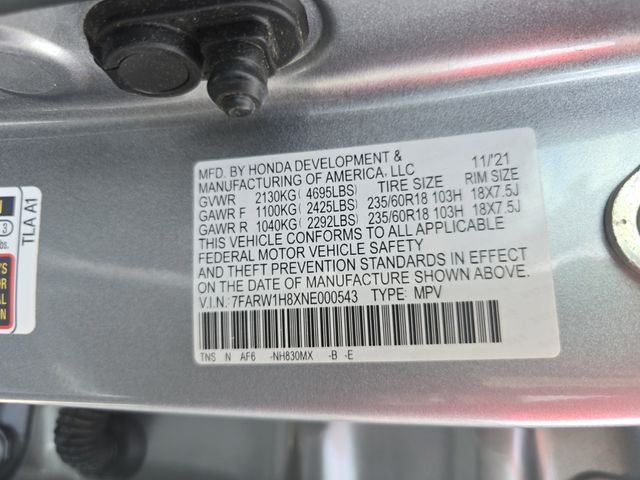 MFD. BY HONDA DEVELOPMENT & 11/'21
MANUFACTURING OF AMERICA, LLC
TIRE SIZE RIM SIZE
GVWR 2130KG( 4695LBS)
GAWR F 1100KG( 2425LBS) 235/60R18 103H 18X7.5J
GAWR R 1040KG( 2292LBS) 235/60R18 103H 18X7.5J
THIS VEHICLE CONFORMS TO ALL APPLICABLE
FEDERAL MOTOR VEHICLE SAFETY
AND THEFT PREVENTION STANDARDS IN EFFECT
ON THE DATE OF MANUFACTURE SHOWN ABOVE.
V.I.N.: 7FARW1H8XNE000543 TYPE: MPV
TNS N AF6 -NH830MX -B -E
TLA A1
3